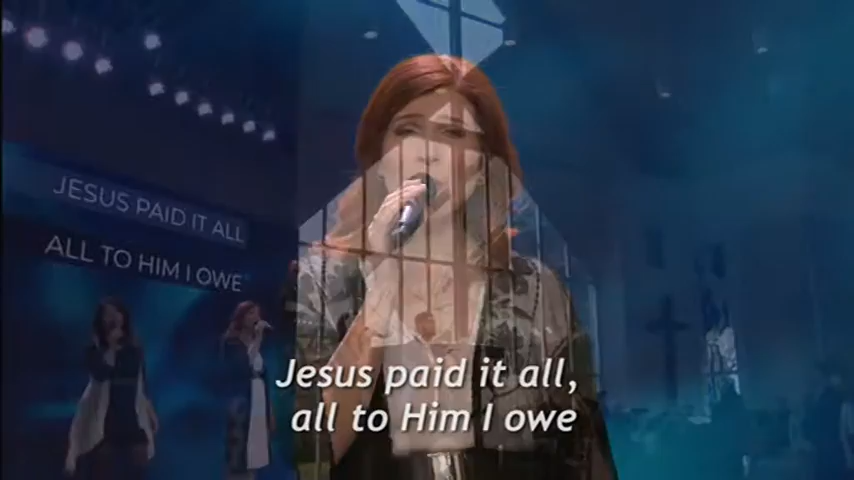 JESUS PAID IT ALL
ALL TO HIM I OWE
Jesus paid it all,
all to Him I owe